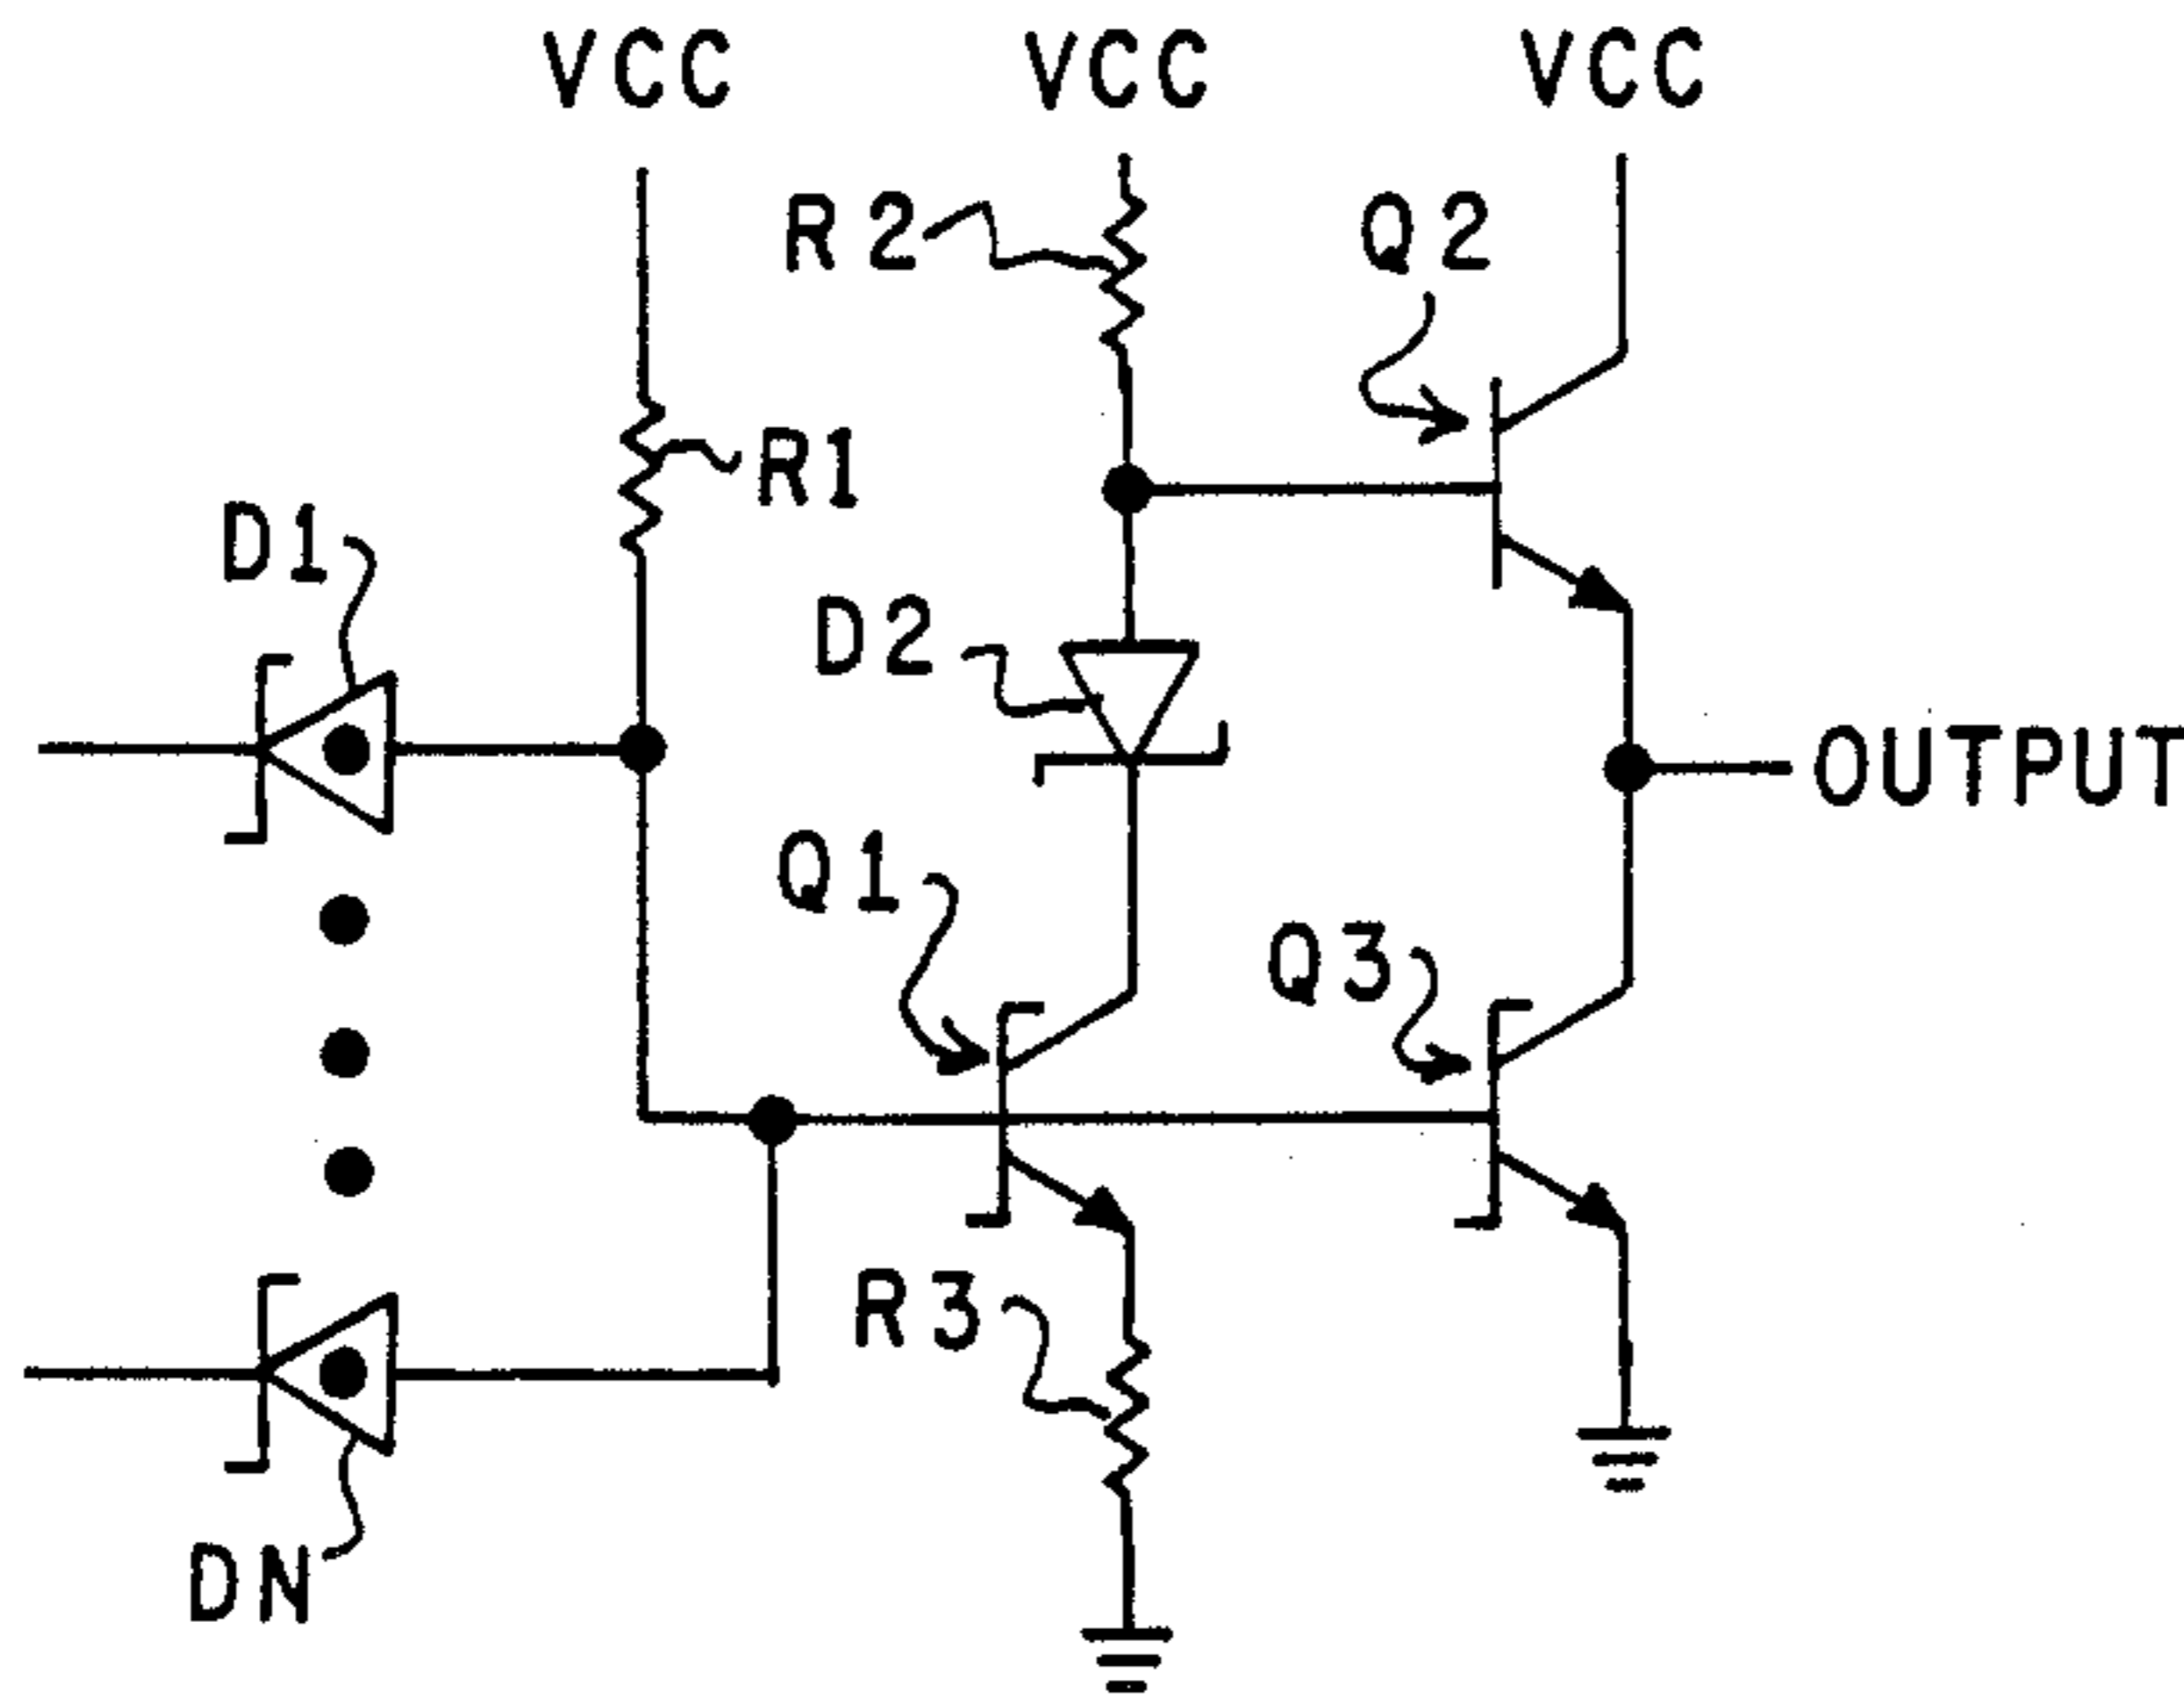 VCC VCC VCC
R2 Q2
R1
D1
D2
OUTPUT
Q1
Q3
R3
DN